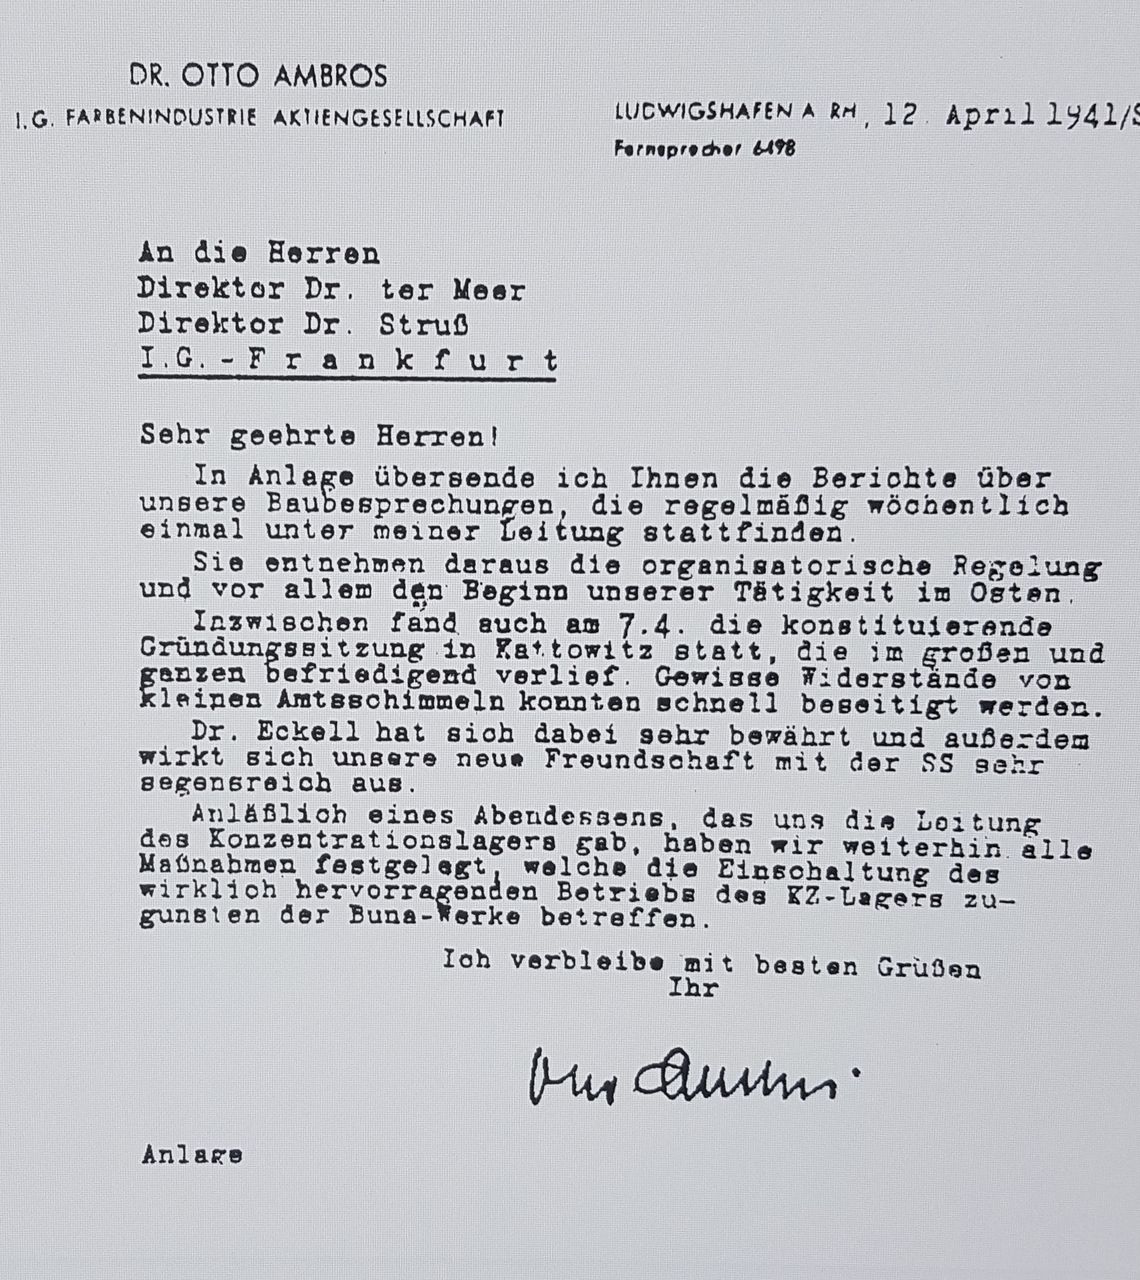 DR. OTTO AMBROS
I.G. FARBENINDUSTRIE AKTIENGESELLSCHAFT
LUDWIGSHAFEN A RH, 12. April 1941/S
Fernsprecher 6498
An die Herren
Direktor Dr. ter Meer
Direktor Dr. Struß
I.G.-Frankfurt
Sehr geehrte Herren!
In Anlage übersende ich Ihnen die Berichte über
unsere Baubesprechungen, die regelmäßig wöchentlich
einmal unter meiner Leitung stattfinden.
Sie entnehmen daraus die organisatorische Regelung
und vor allem den Beginn unserer Tätigkeit im Osten.
Inzwischen fand auch am 7.4. die konstituierende
Gründungssitzung in Kattowitz statt, die im großen und
ganzen befriedigend verlief. Gewisse Widerstände von
kleinen Amtsschimmeln konnten schnell beseitigt werden.
Dr. Eckell hat sich dabei sehr bewährt und außerdem
wirkt sich unsere neue Freundschaft mit der SS sehr
segensreich aus.
Anläßlich eines Abendessens, das uns die Leitung
des Konzentrationslagers gab, haben wir weiterhin alle
Maßnahmen festgelegt, welche die Einschaltung des
wirklich hervorragenden Betriebs des KZ-Lagers zu-
gunsten der Buna-Werke betreffen.
Ich verbleibe mit besten Grüßen
Ihr
Otto Ambros.
Anlage